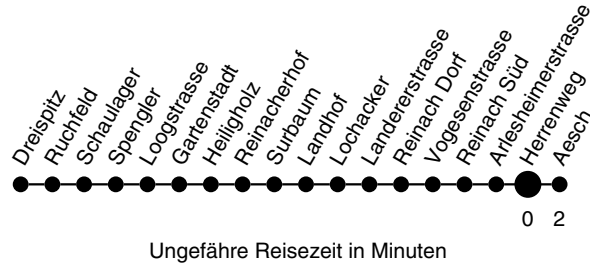 Dreispitz
Ruchfeld
Schaulager
Spengler
Loogstrasse
Gartenstadt
Heiligholz
Reinacherhof
Surbaum
Landhof
Lochacker
Landererstrasse
Reinach Dorf
Vogesenstrasse
Reinach Süd
Arlesheimerstrasse
Herrenweg
Aesch
0 2
Ungefähre Reisezeit in Minuten